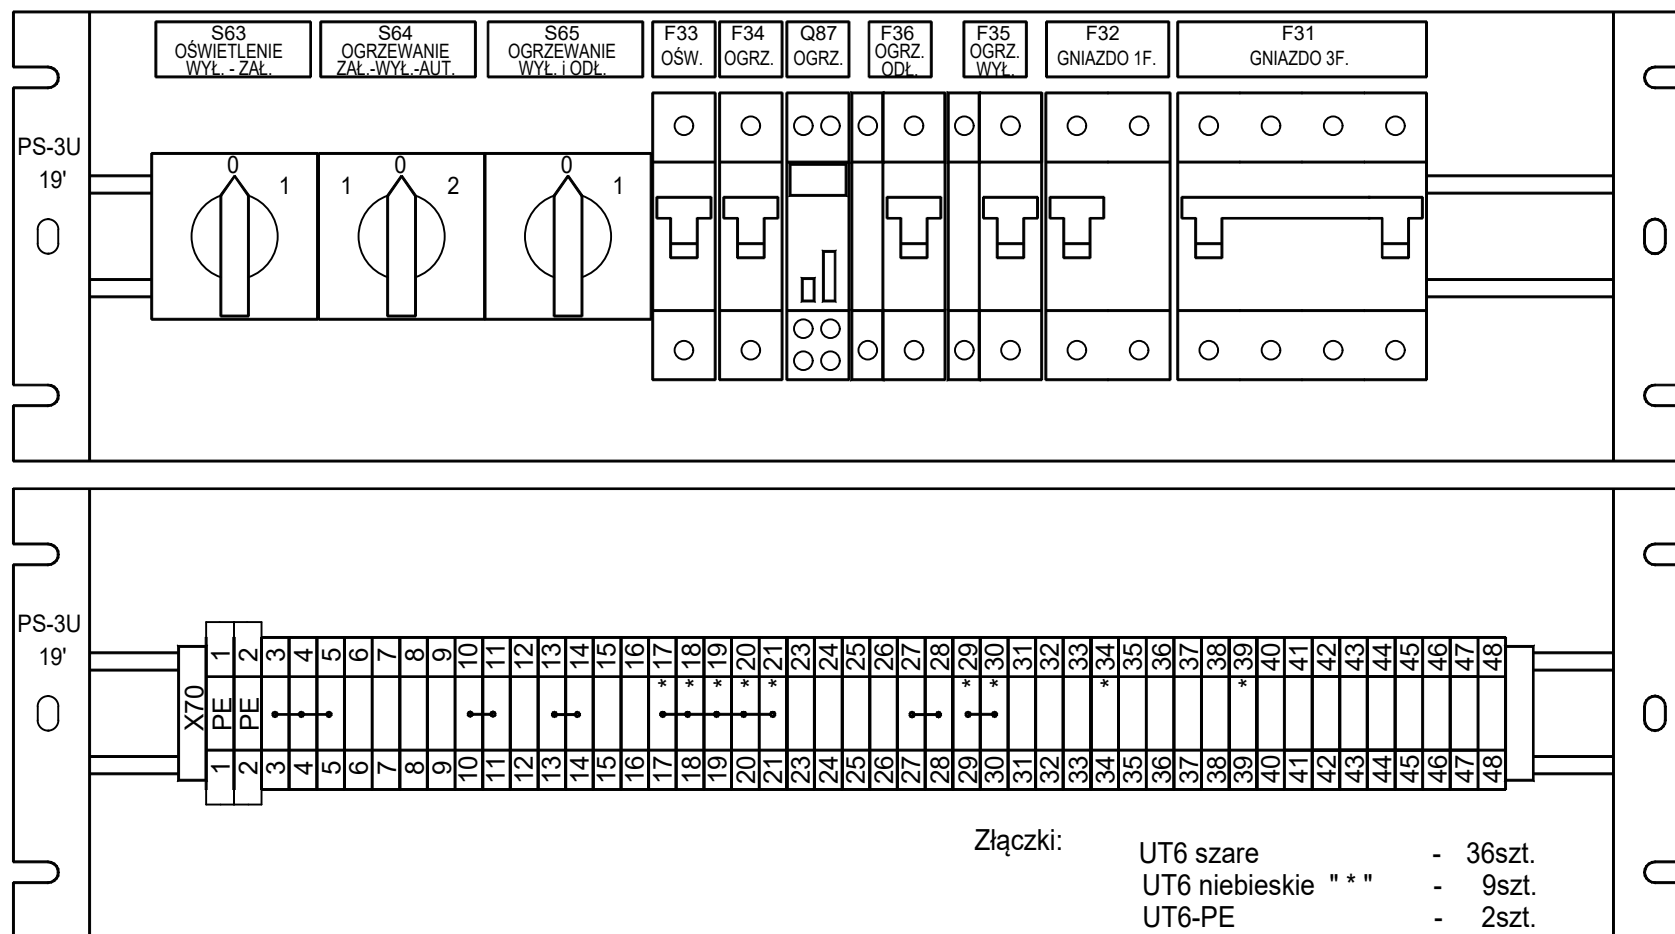 S63
OŚWIETLENIE
WYŁ. - ZAŁ.
S64
OGRZEWANIE
ZAŁ.-WYŁ.-AUT.
S65
OGRZEWANIE
WYŁ. i ODŁ.
F33
OŚW.
F34
OGRZ.
Q87
OGRZ.
F36
OGRZ.
ODŁ.
F35
OGRZ.
WYŁ.
F32
GNIAZDO 1F.
F31
GNIAZDO 3F.
PS-3U
19'
0
1
1
0
2
0
1
PS-3U
19'
X70
1 2 3 4 5 6 7 8 9 10 11 12 13 14 15 16 17 18 19 20 21 23 24 25 26 27 28 29 30 31 32 33 34 35 36 37 38 39 40 41 42 43 44 45 46 47 48
PE PE * * * * * * * * *
1 2 3 4 5 6 7 8 9 10 11 12 13 14 15 16 17 18 19 20 21 23 24 25 26 27 28 29 30 31 32 33 34 35 36 37 38 39 40 41 42 43 44 45 46 47 48
Złączki:
UT6 szare - 36szt.
UT6 niebieskie " * " - 9szt.
UT6-PE - 2szt.